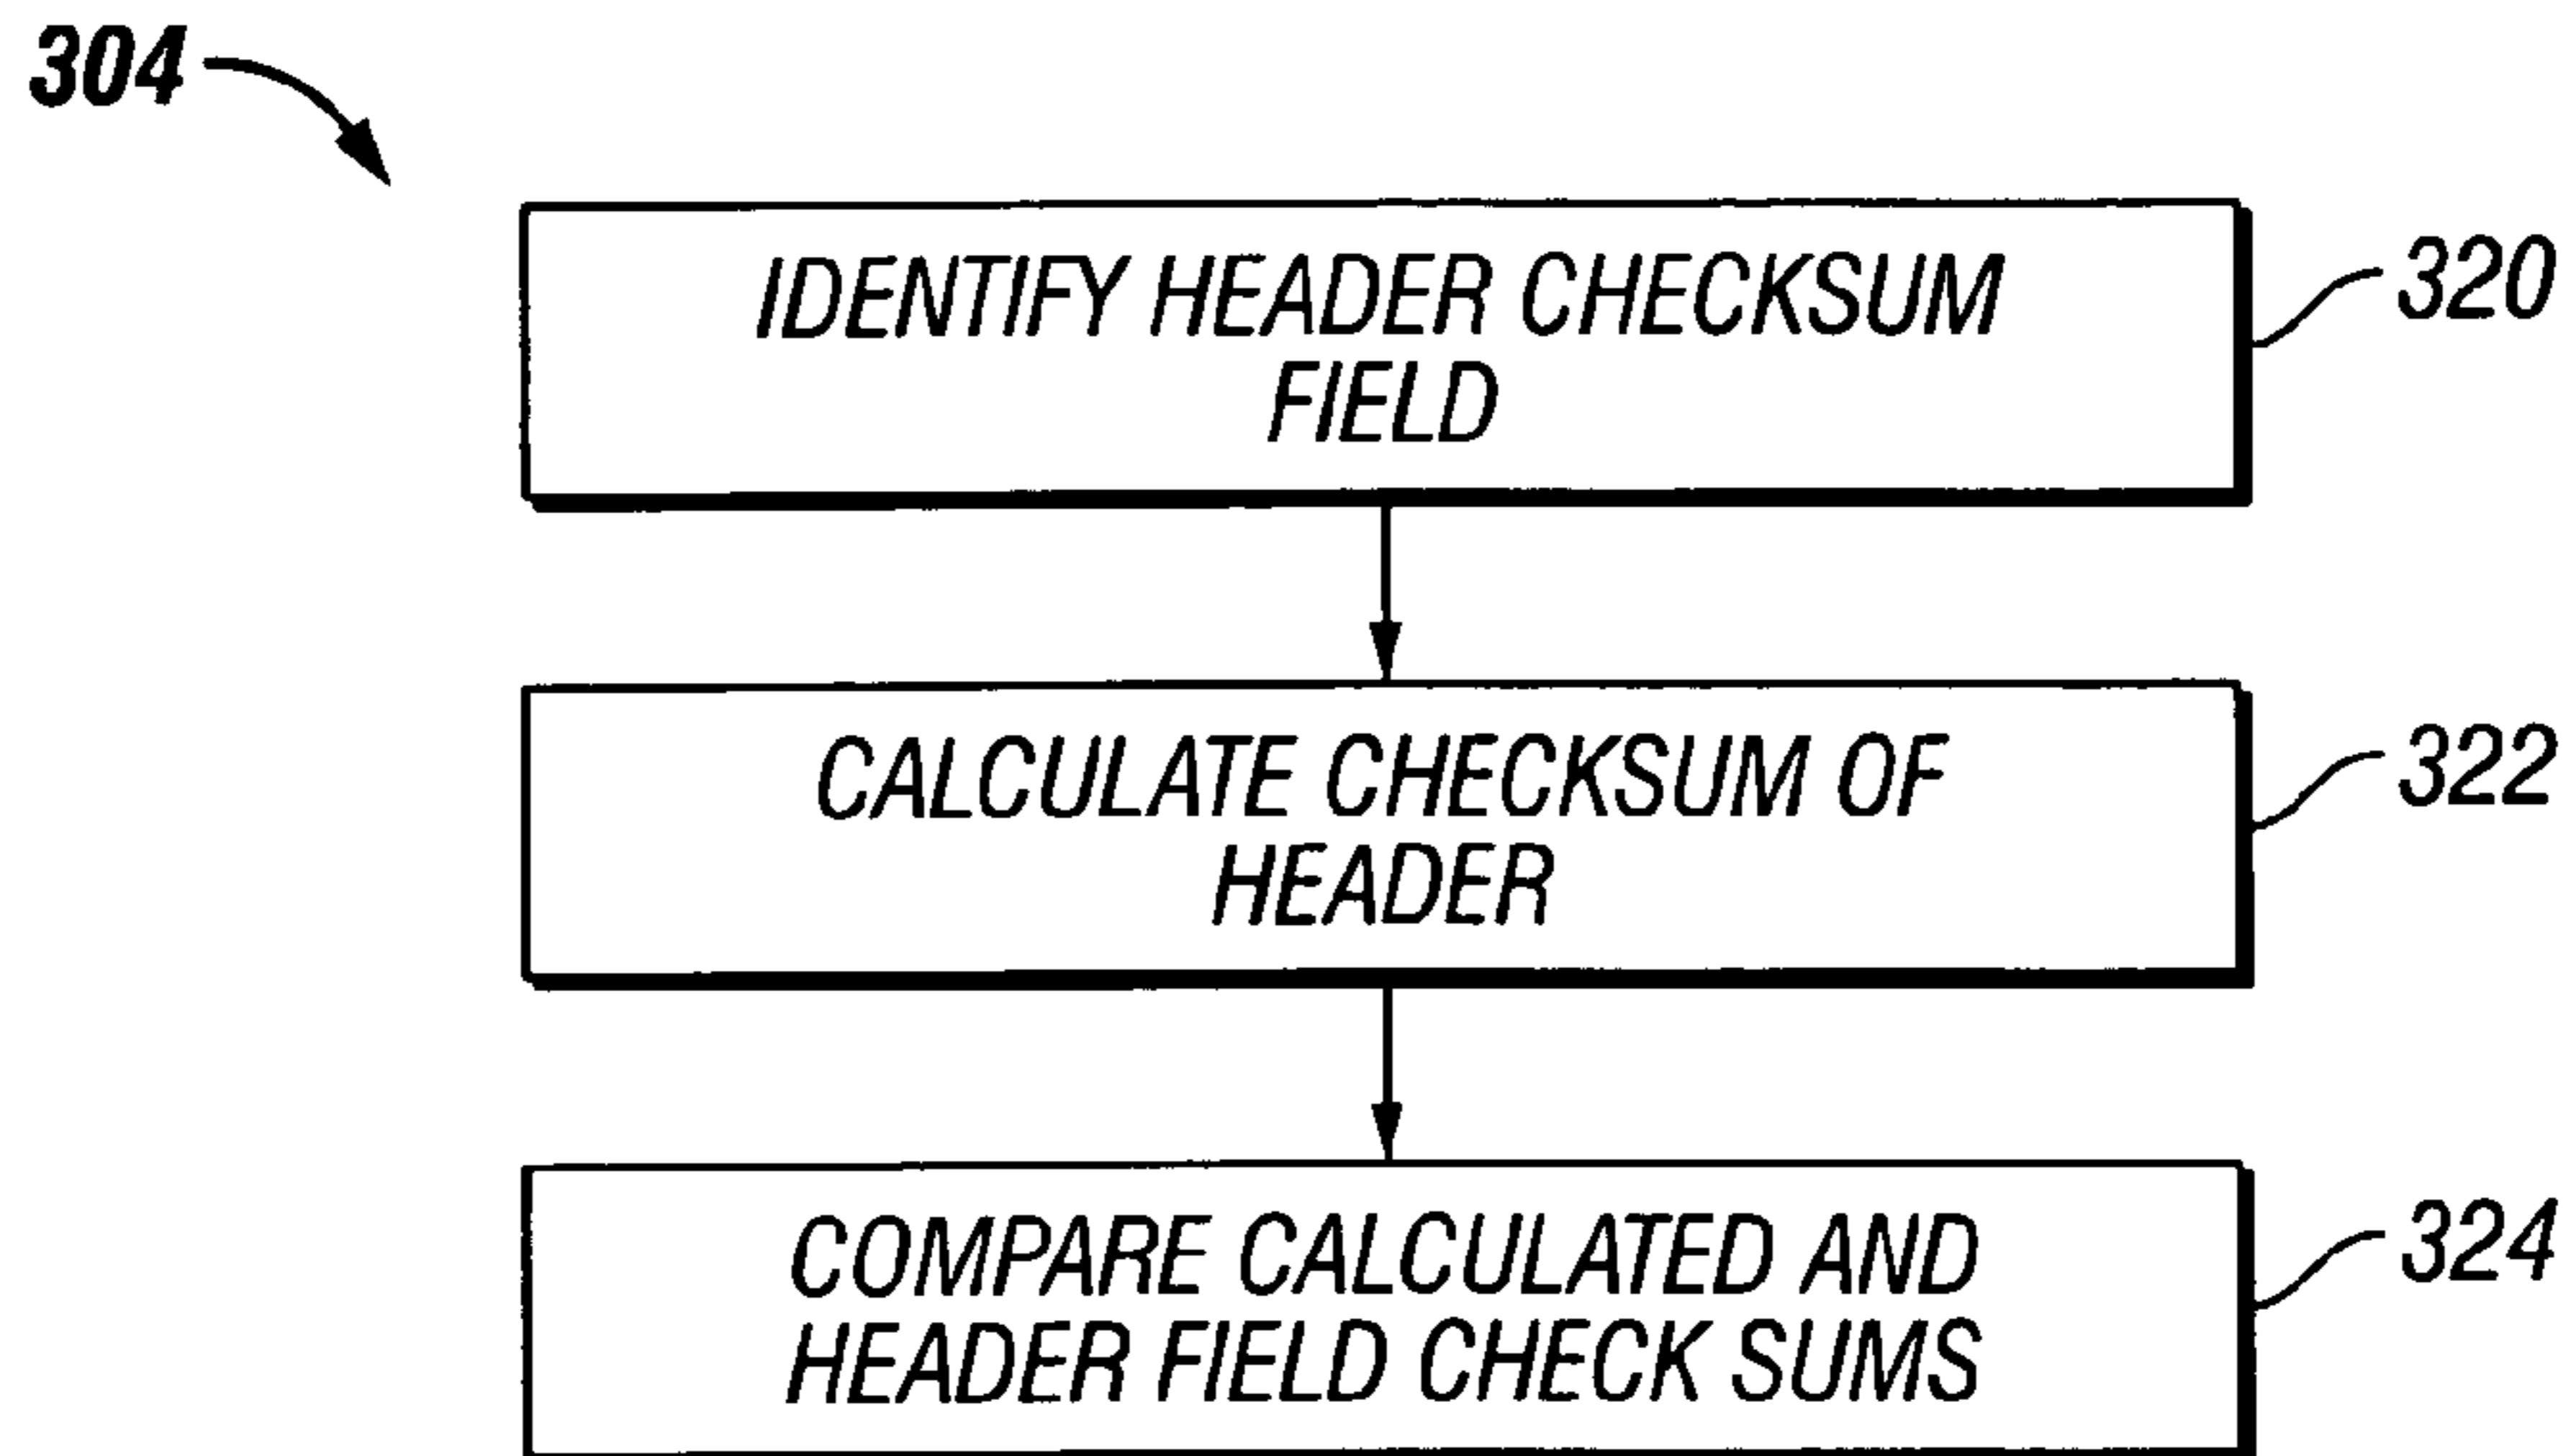 304
IDENTIFY HEADER CHECKSUM
FIELD
320
CALCULATE CHECKSUM OF
HEADER
322
COMPARE CALCULATED AND
HEADER FIELD CHECK SUMS
324